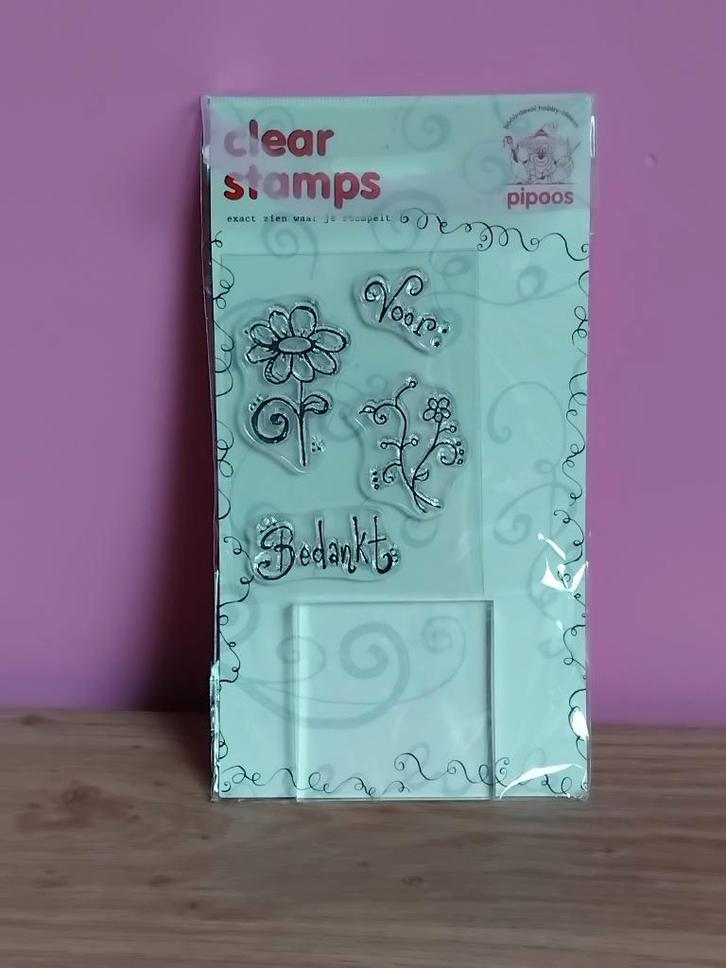 clear
stamps
exact zien waar je stempelt
pipoos
Voor:
Bedankt